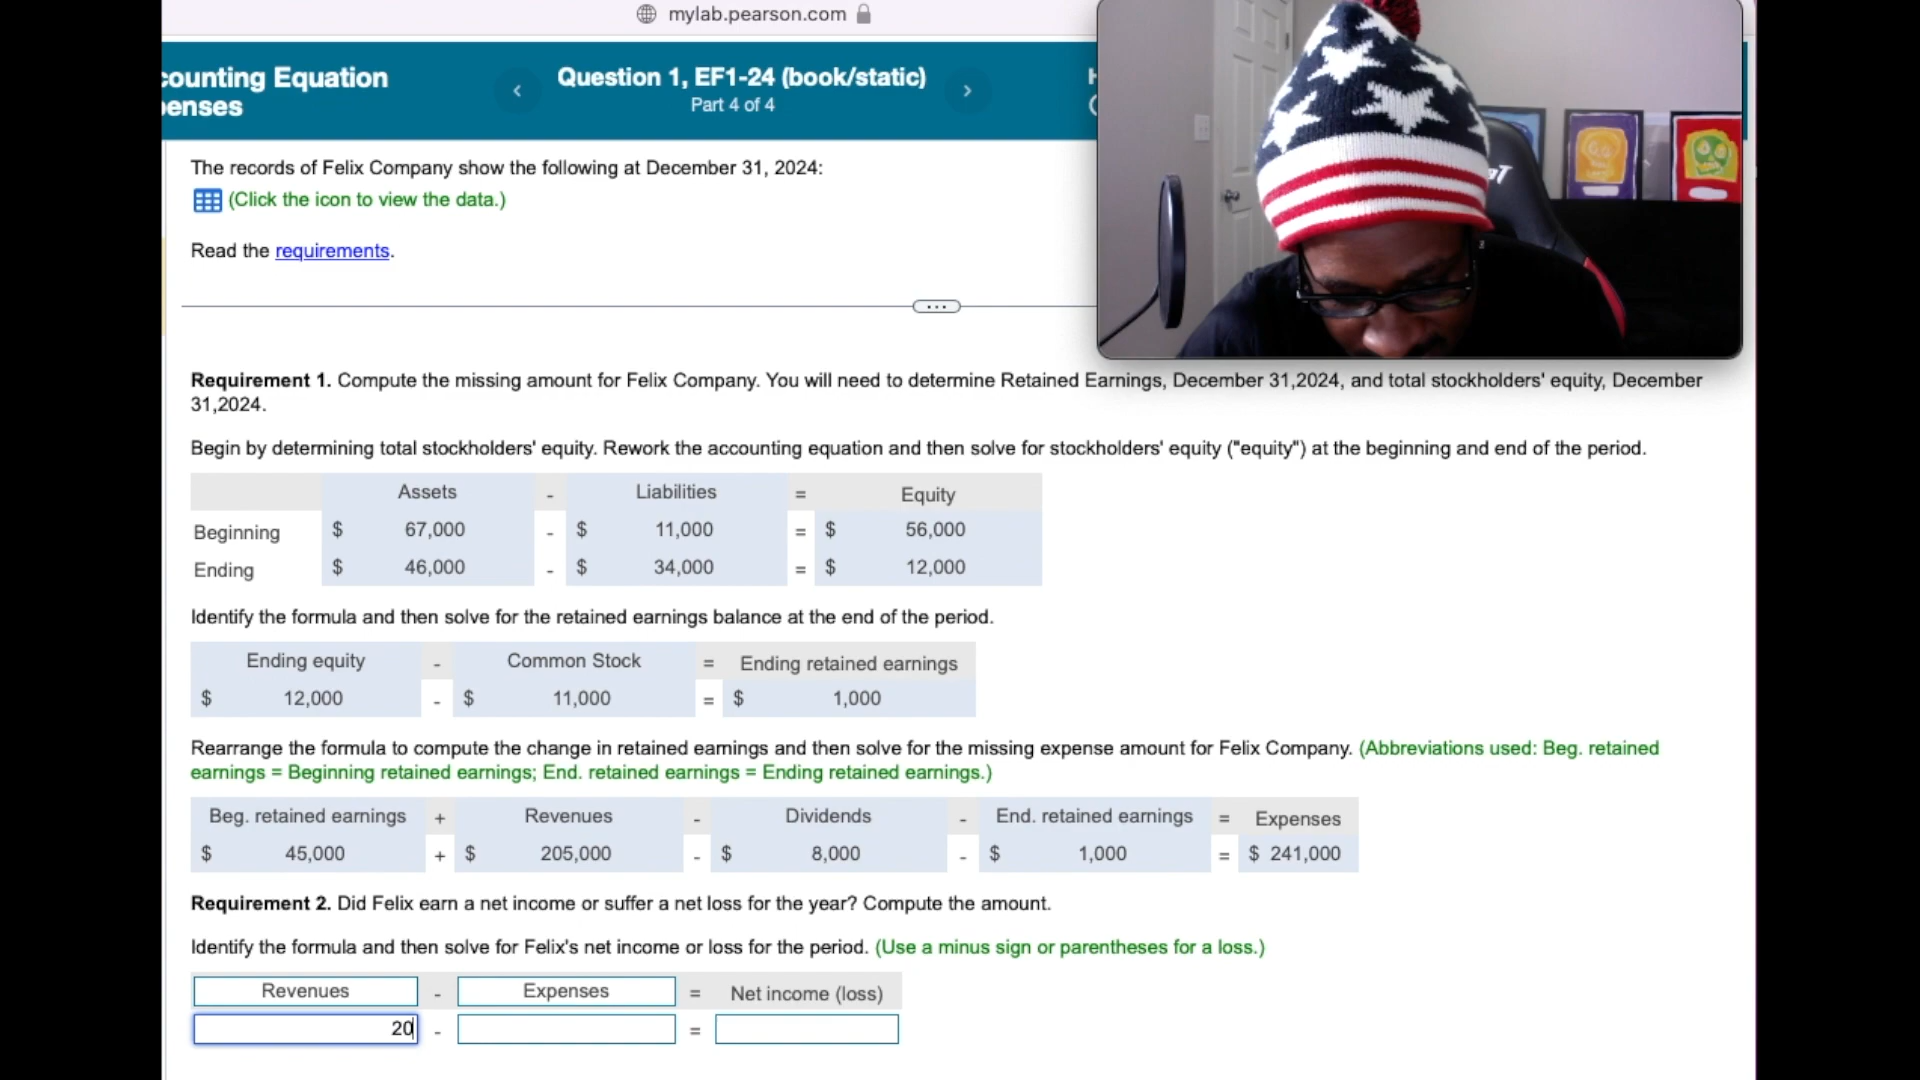 mylab.pearson.com
counting Equation
Question 1, EF1-24 (book/static)
enses
Part 4 of 4
The records of Felix Company show the following at December 31, 2024:
(Click the icon to view the data.)
Read the requirements.
Requirement 1. Compute the missing amount for Felix Company. You will need to determine Retained Earnings, December 31,2024, and total stockholders' equity, December
31,2024.
Begin by determining total stockholders' equity. Rework the accounting equation and then solve for stockholders' equity ("equity") at the beginning and end of the period.
Assets - Liabilities = Equity
Beginning $ 67,000 - $ 11,000 = $ 56,000
Ending $ 46,000 - $ 34,000 = $ 12,000
Identify the formula and then solve for the retained earnings balance at the end of the period.
Ending equity - Common Stock = Ending retained earnings
$ 12,000 - $ 11,000 = $ 1,000
Rearrange the formula to compute the change in retained earnings and then solve for the missing expense amount for Felix Company. (Abbreviations used: Beg. retained
earnings = Beginning retained earnings; End. retained earnings = Ending retained earnings.)
Beg. retained earnings + Revenues - Dividends - End. retained earnings = Expenses
$ 45,000 + $ 205,000 - $ 8,000 - $ 1,000 = $ 241,000
Requirement 2. Did Felix earn a net income or suffer a net loss for the year? Compute the amount.
Identify the formula and then solve for Felix's net income or loss for the period. (Use a minus sign or parentheses for a loss.)
Revenues - Expenses = Net income (loss)
20 - =